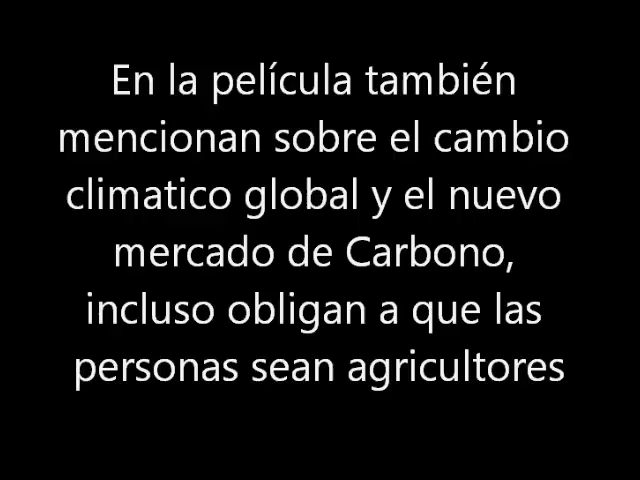 En la película también
mencionan sobre el cambio
climatico global y el nuevo
mercado de Carbono,
incluso obligan a que las
personas sean agricultores